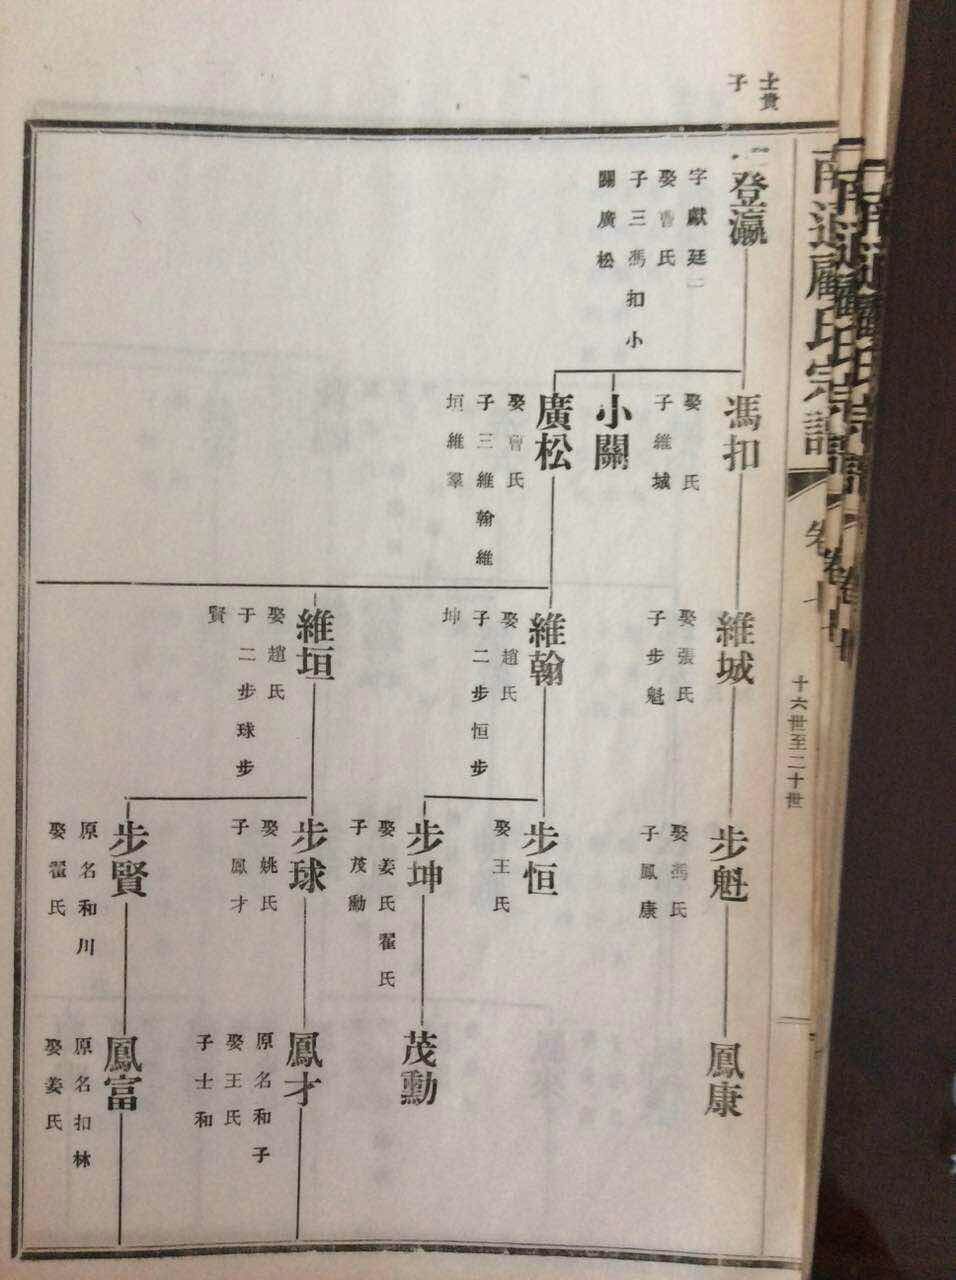 士貴
子
登瀛
字獻廷
娶曹氏
子三馮扣小
關廣松
馮扣
娶 氏
子維城
小關
廣松
娶曹氏
子三維翰維
垣維羣
維城
娶張氏
子步魁
維翰
娶趙氏
子二步恒步
坤
維垣
娶趙氏
子二步球步
賢
步魁
娶馮氏
子鳳康
步恒
娶王氏
步坤
娶姜氏翟氏
子茂勳
步球
娶姚氏
子鳳才
步賢
原名和川
娶翟氏
鳳康
茂勳
鳳才
原名和子
娶王氏
子士和
鳳富
原名扣林
娶姜氏
南通顧氏宗譜
卷
十六世至二十世